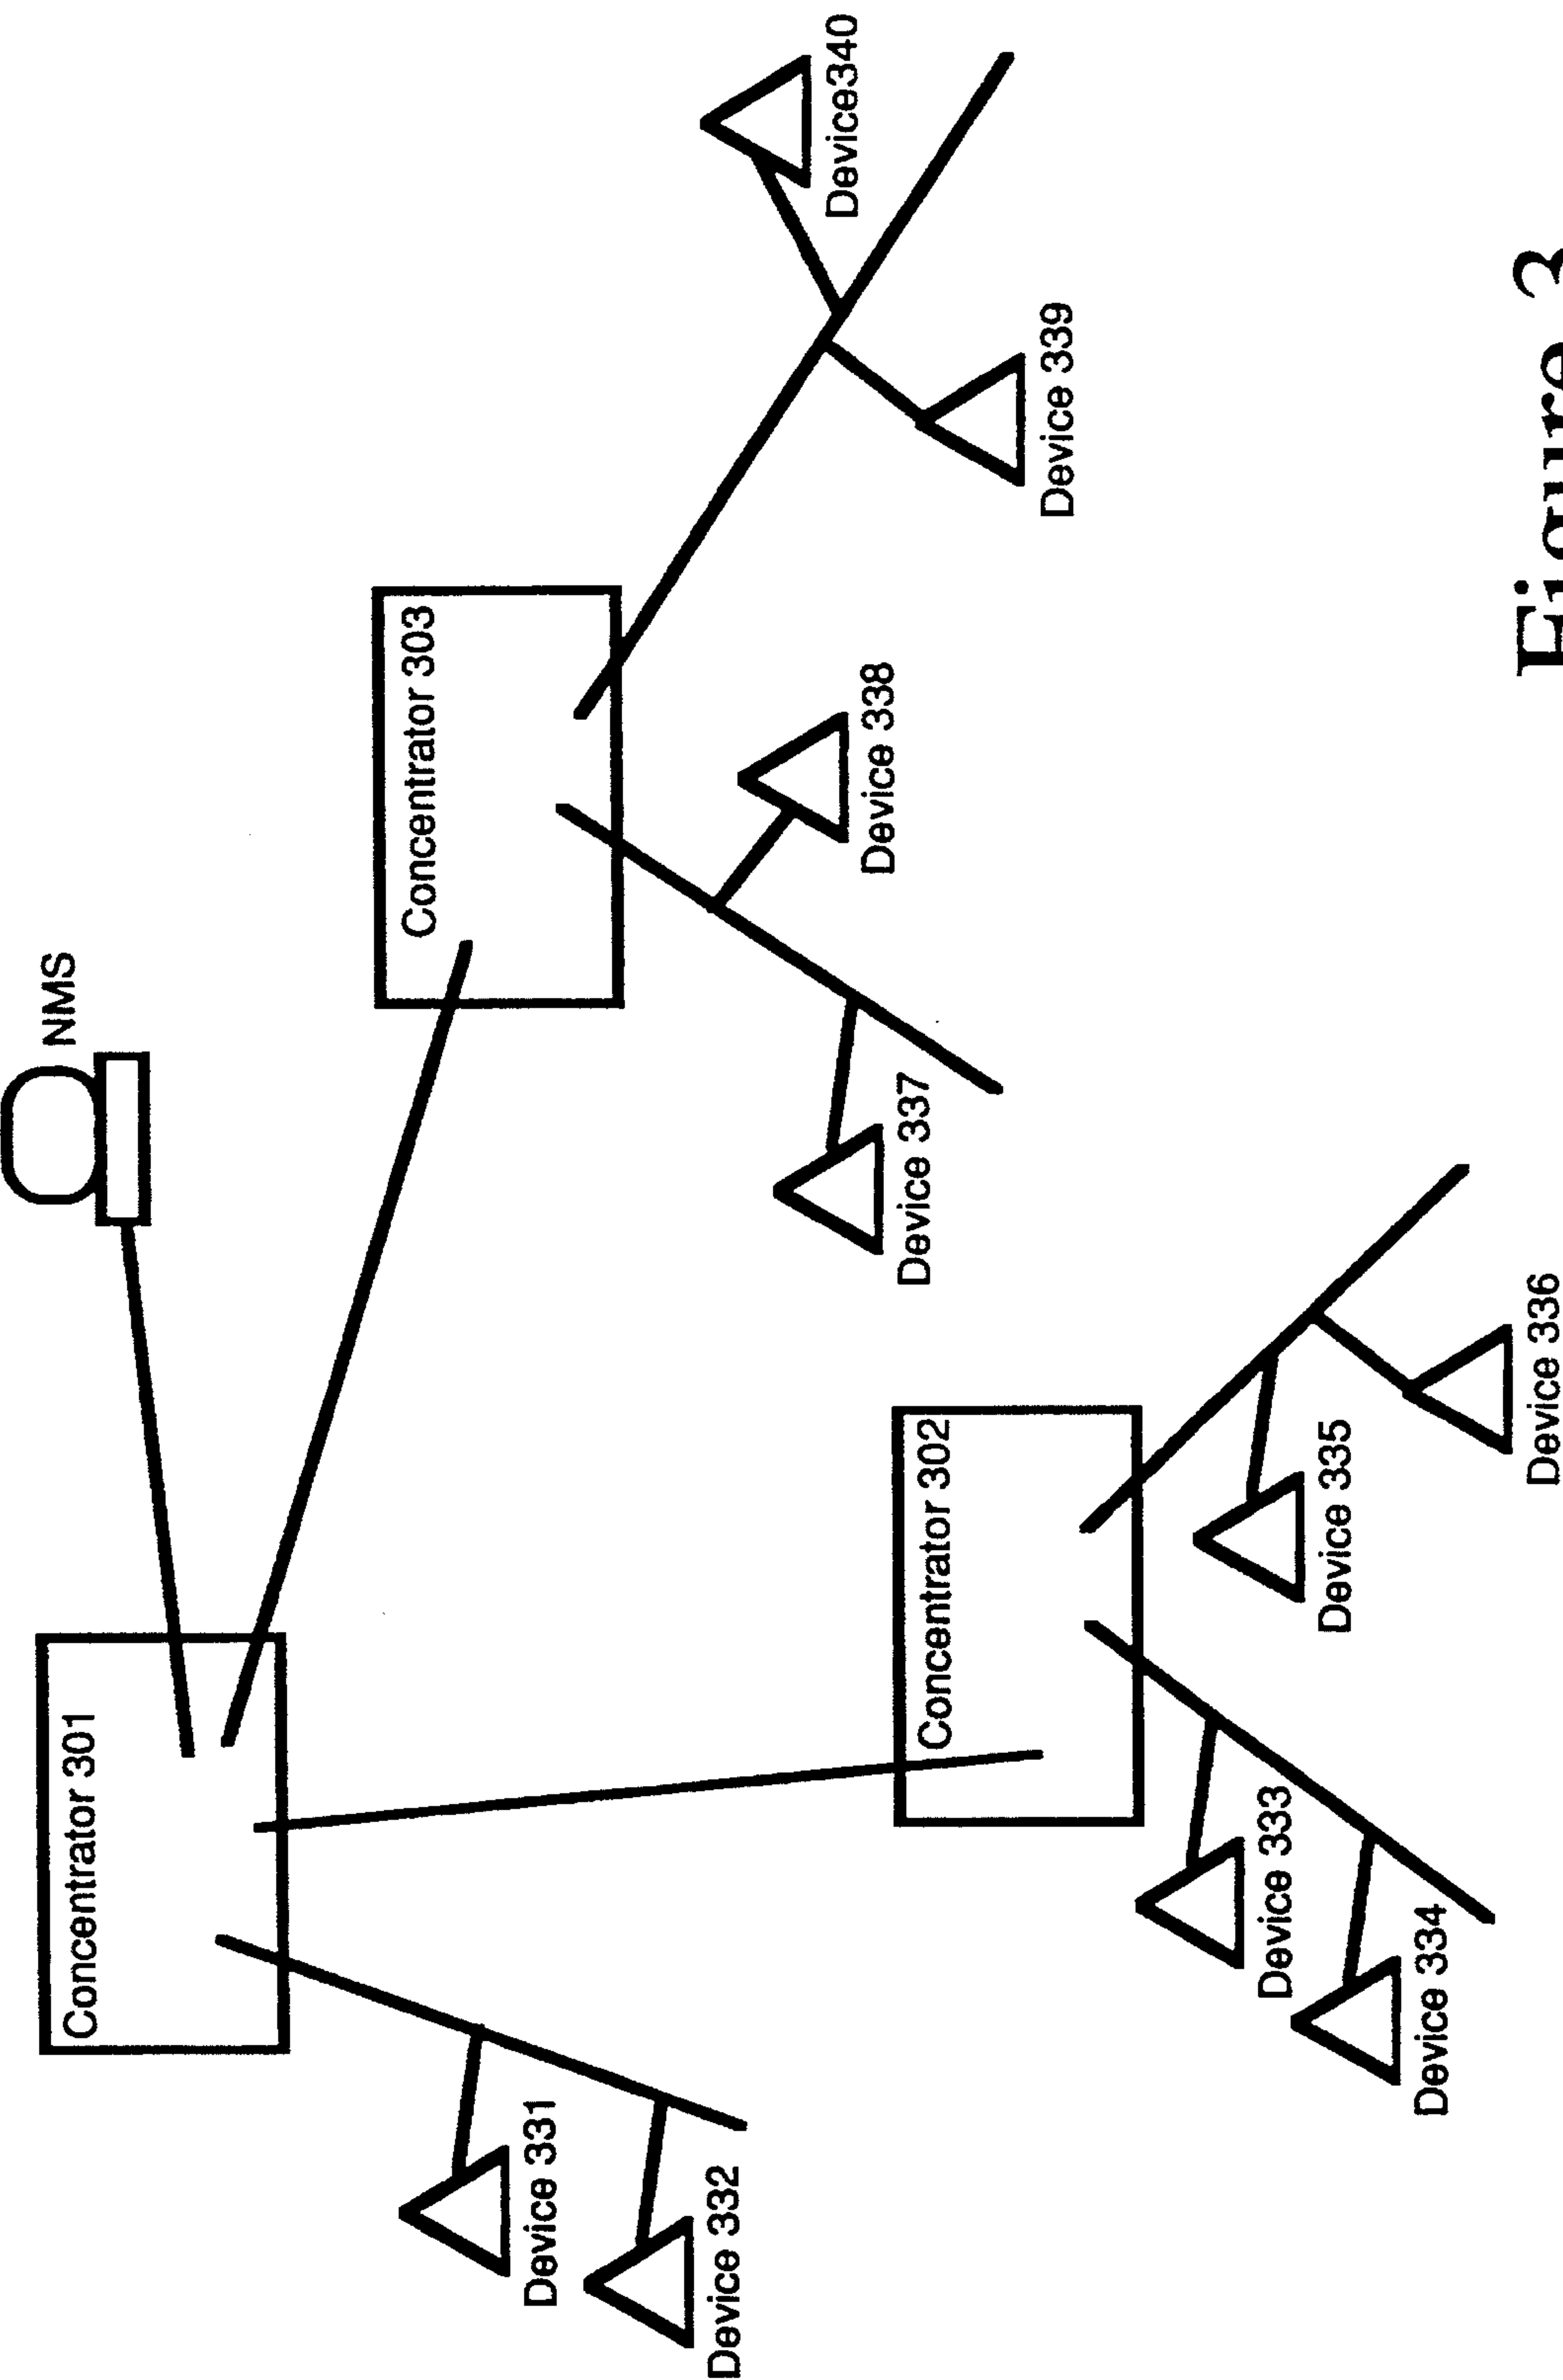 NMS
Concentrator 301
Concentrator 303
Device 331
Device 332
Concentrator 302
Device 333
Device 334
Device 335
Device 336
Device 337
Device 338
Device 339
Device340
Figure 3